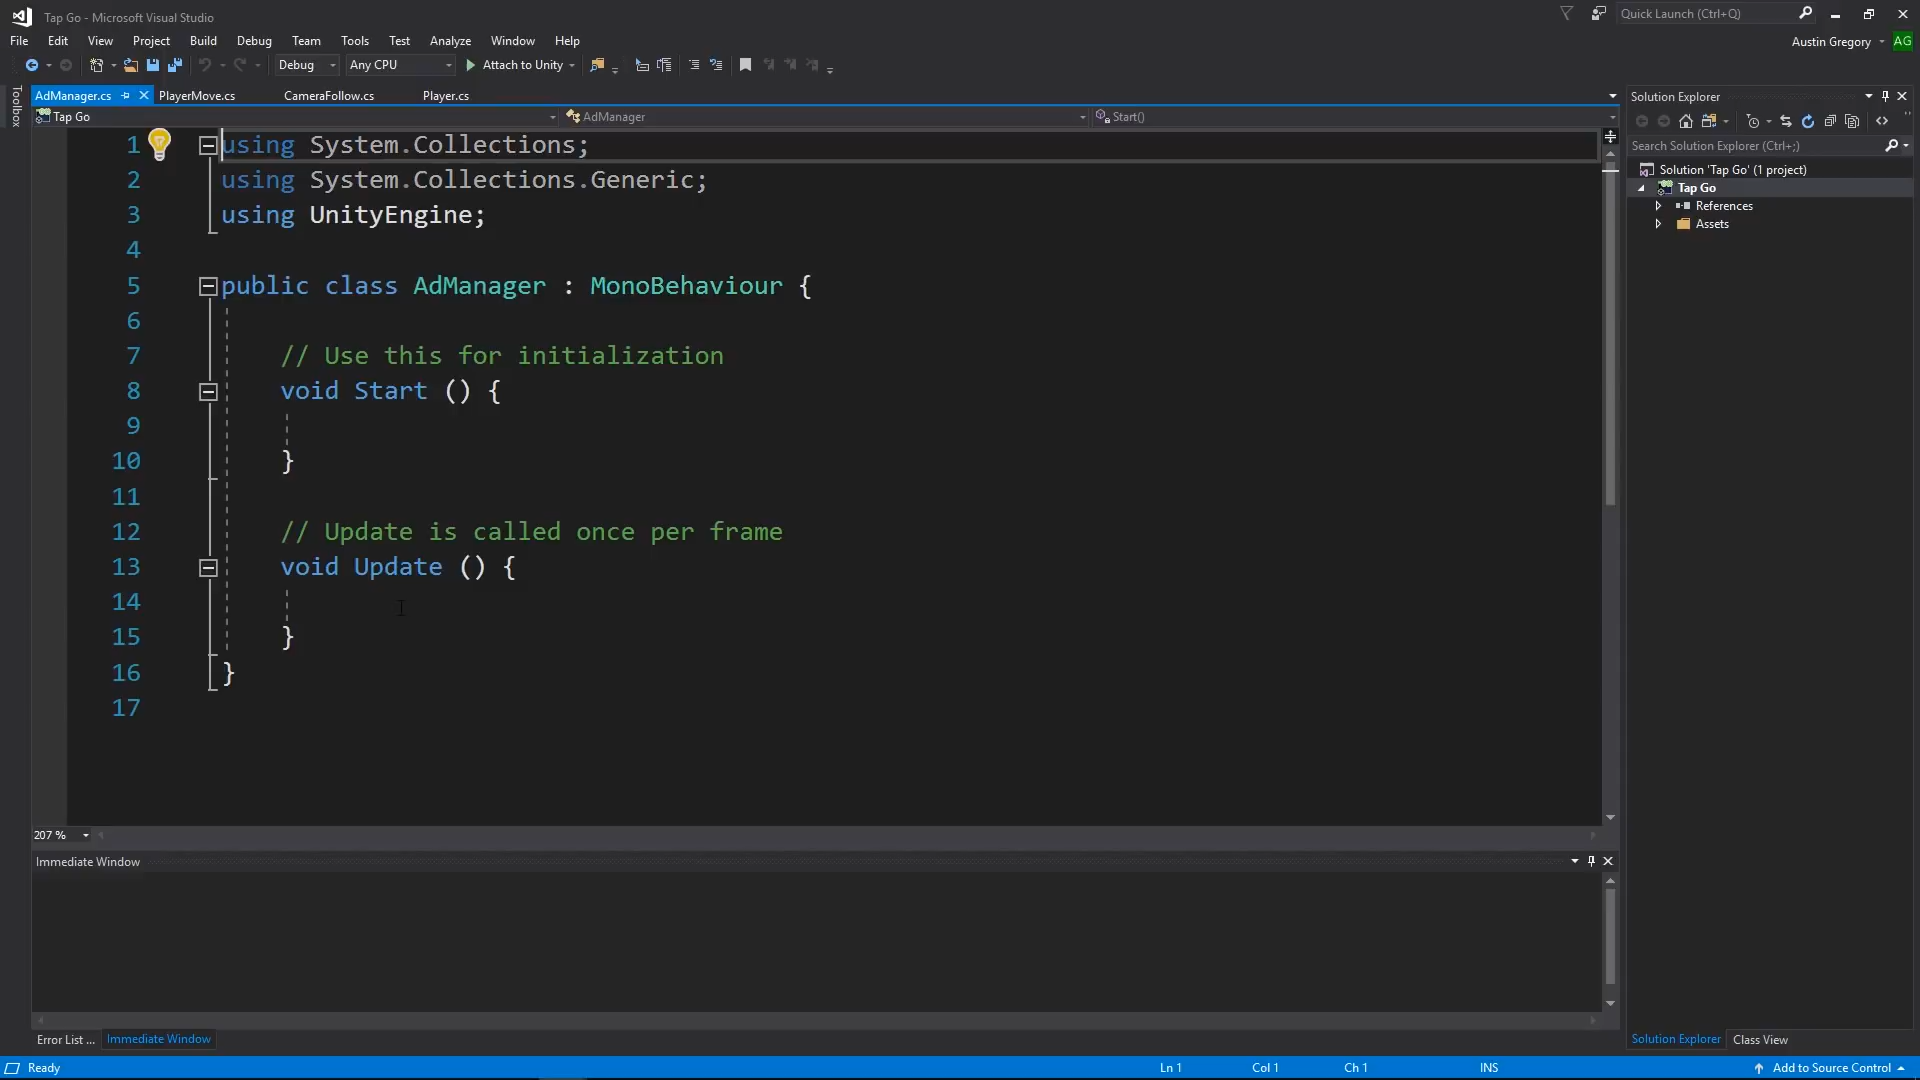 Tap Go - Microsoft Visual Studio
Quick Launch (Ctrl+Q)
File Edit View Project Build Debug Team Tools Test Analyze Window Help
Austin Gregory AG
Debug Any CPU Attach to Unity
Toolbox
AdManager.cs PlayerMove.cs CameraFollow.cs Player.cs
Tap Go AdManager Start()
1 using System.Collections;
2 using System.Collections.Generic;
3 using UnityEngine;
4
5 public class AdManager : MonoBehaviour {
6
7 // Use this for initialization
8 void Start () {
9
10 }
11
12 // Update is called once per frame
13 void Update () {
14
15 }
16 }
17
207 %
Immediate Window
Error List ... Immediate Window
Solution Explorer
Search Solution Explorer (Ctrl+;)
Solution 'Tap Go' (1 project)
Tap Go
References
Assets
Solution Explorer Class View
Ready Ln 1 Col 1 Ch 1 INS Add to Source Control